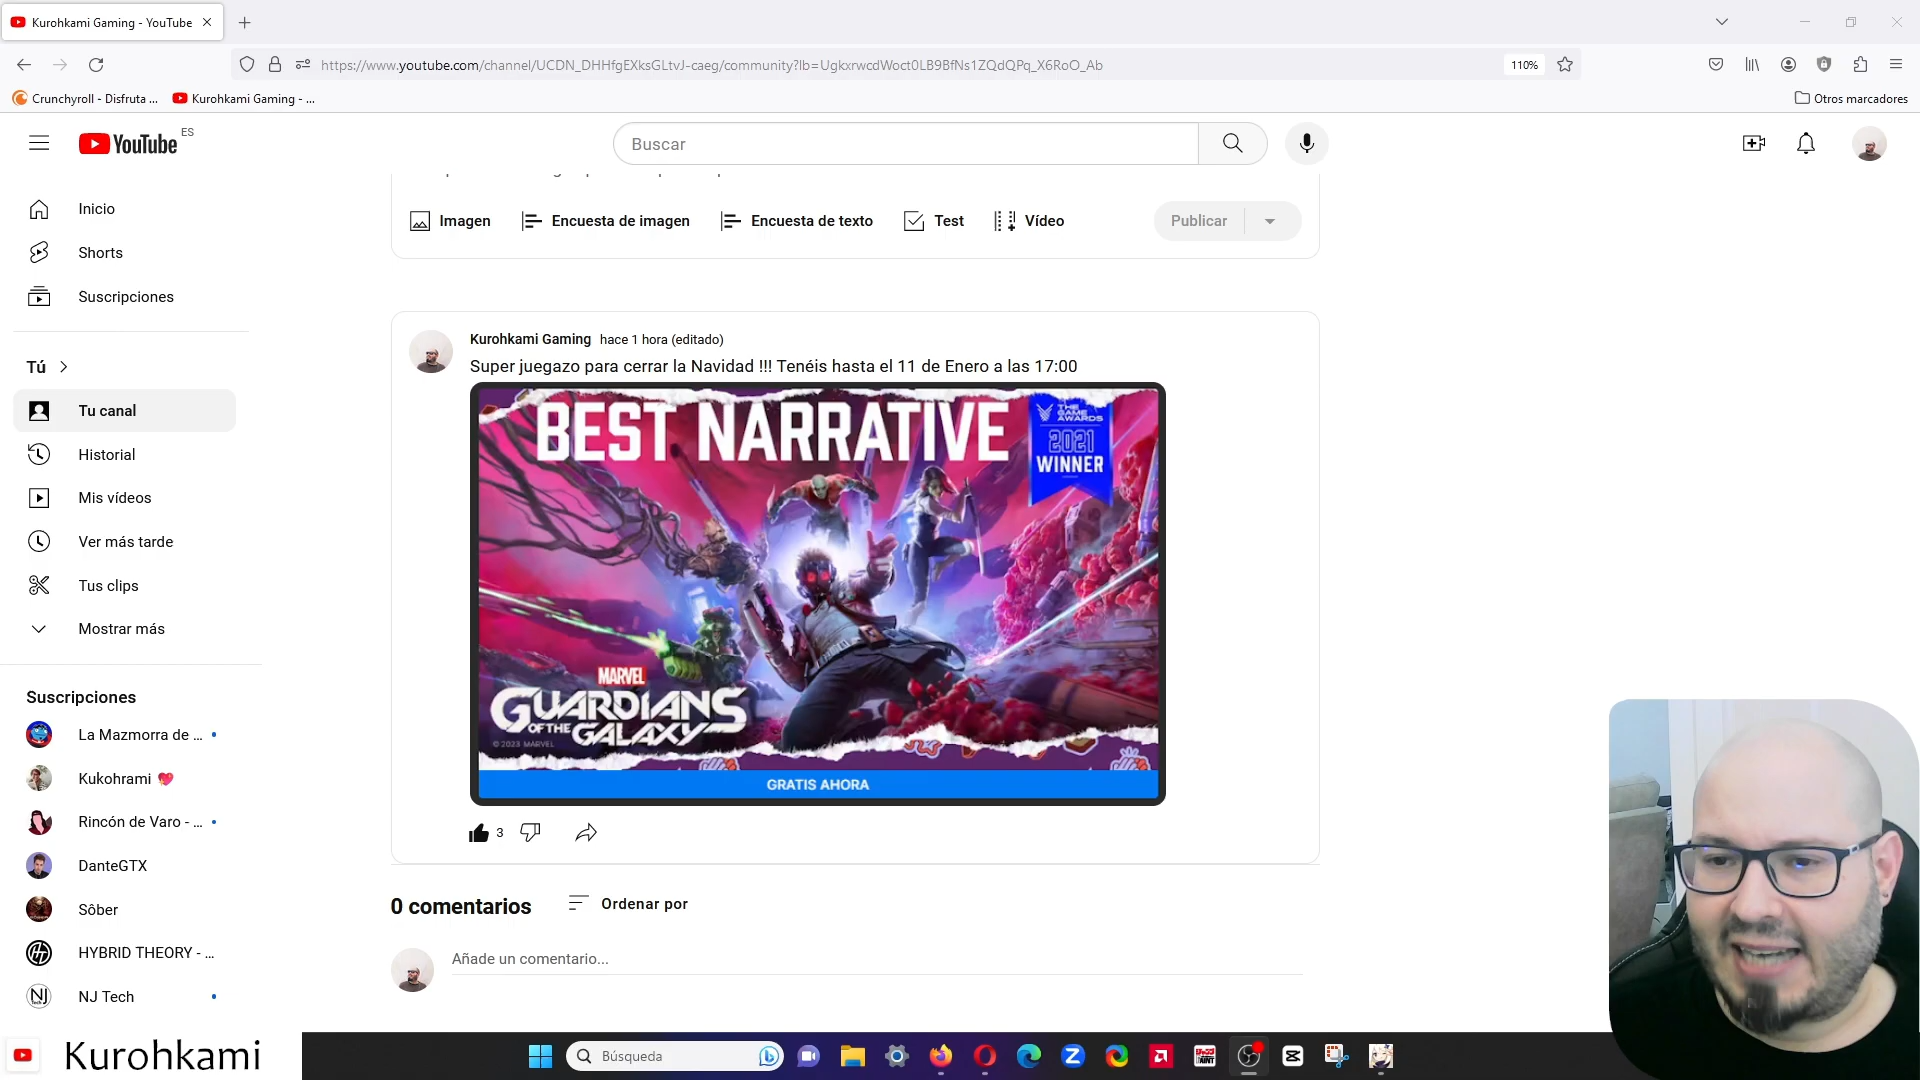 Kurohkami Gaming - YouTube
https://www.youtube.com/channel/UCDN_DHHfgEXksGLtvJ-caeg/community?lb=UgkxrwcdWoct0LB9BfNs1ZQdQPq_X6RoO_Ab
110%
Crunchyroll - Disfruta ...
Kurohkami Gaming - ...
Otros marcadores
YouTube ES
Buscar
Inicio
Shorts
Suscripciones
Tú
Tu canal
Historial
Mis vídeos
Ver más tarde
Tus clips
Mostrar más
Suscripciones
La Mazmorra de ...
Kukohrami 💖
Rincón de Varo - ...
DanteGTX
Sôber
HYBRID THEORY - ...
NJ Tech
Imagen
Encuesta de imagen
Encuesta de texto
Test
Vídeo
Publicar
Kurohkami Gaming hace 1 hora (editado)
Super juegazo para cerrar la Navidad !!! Tenéis hasta el 11 de Enero a las 17:00
BEST NARRATIVE
THE GAME AWARDS
2021
WINNER
MARVEL
GUARDIANS
OF THE GALAXY
© 2023 MARVEL
GRATIS AHORA
3
0 comentarios
Ordenar por
Añade un comentario...
Kurohkami
Búsqueda